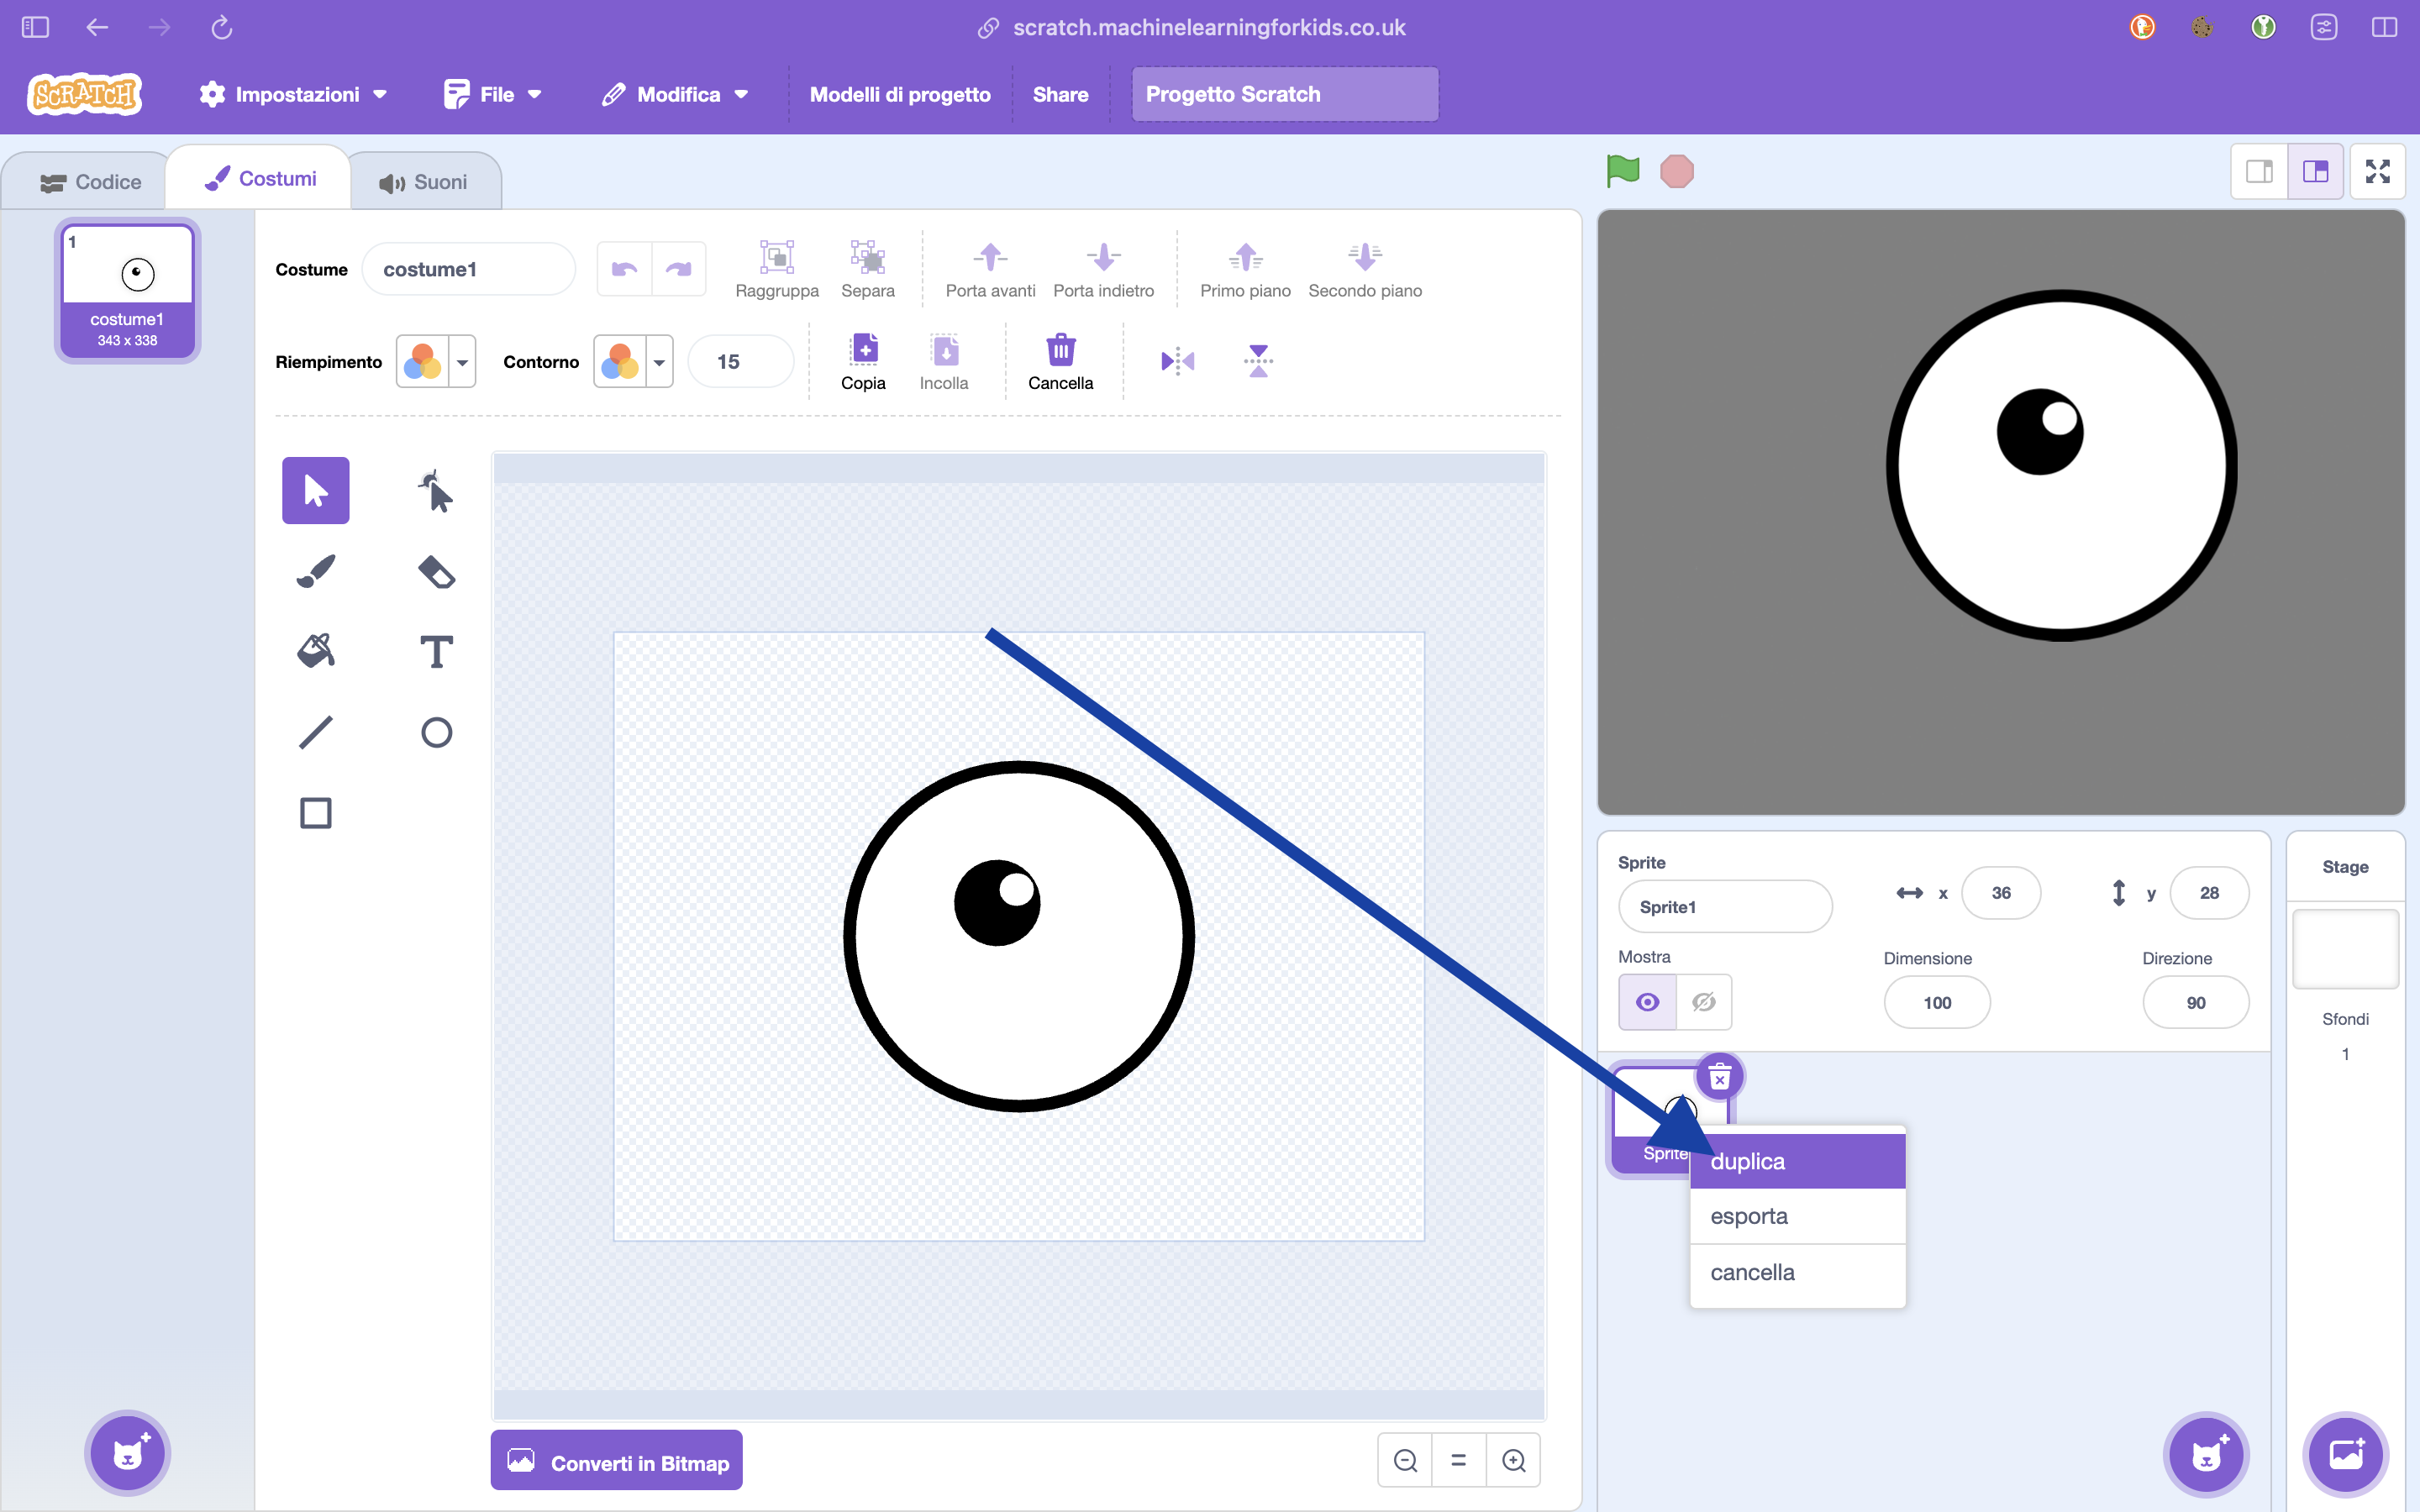 scratch.machinelearningforkids.co.uk
SCRATCH
Impostazioni
File
Modifica
Modelli di progetto
Share
Progetto Scratch
Codice
Costumi
Suoni
1
costume1
343 x 338
Costume
costume1
Raggruppa
Separa
Porta avanti
Porta indietro
Primo piano
Secondo piano
Riempimento
Contorno
15
Copia
Incolla
Cancella
Converti in Bitmap
Sprite
Sprite1
x
36
y
28
Mostra
Dimensione
100
Direzione
90
Sprite
duplica
esporta
cancella
Stage
Sfondi
1